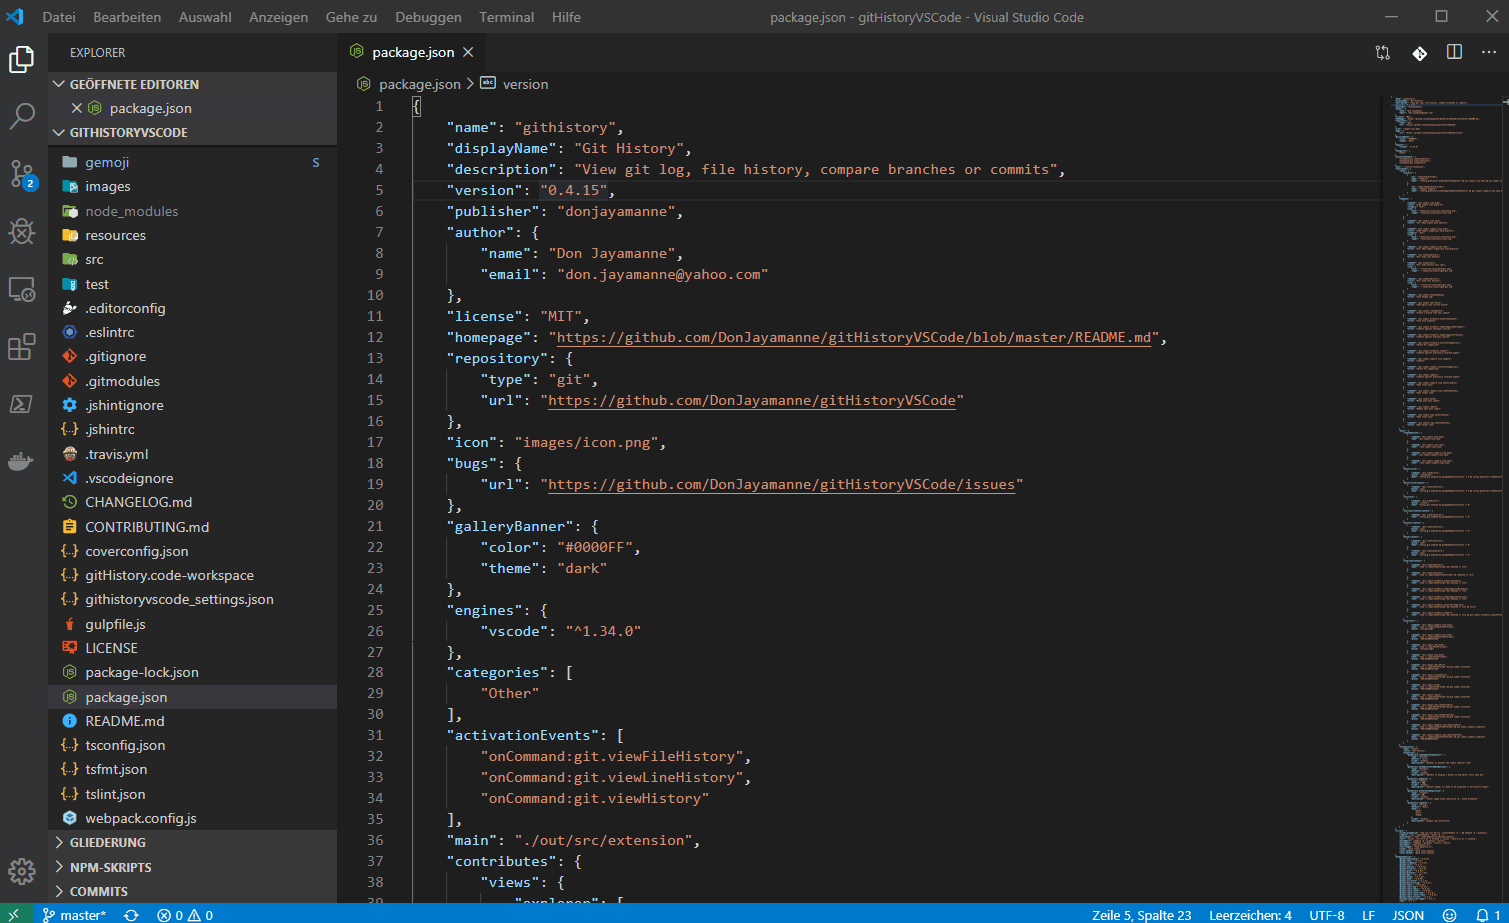 Datei Bearbeiten Auswahl Anzeigen Gehe zu Debuggen Terminal Hilfe package.json - gitHistoryVSCode - Visual Studio Code
EXPLORER
GEÖFFNETE EDITOREN
package.json
GITHISTORYVSCODE
gemoji S
images
node_modules
resources
src
test
.editorconfig
.eslintrc
.gitignore
.gitmodules
.jshintignore
.jshintrc
.travis.yml
.vscodeignore
CHANGELOG.md
CONTRIBUTING.md
coverconfig.json
gitHistory.code-workspace
githistoryvscode_settings.json
gulpfile.js
LICENSE
package-lock.json
package.json
README.md
tsconfig.json
tsfmt.json
tslint.json
webpack.config.js
GLIEDERUNG
NPM-SKRIPTS
COMMITS
2
package.json
package.json > abc version
1 {
2 "name": "githistory",
3 "displayName": "Git History",
4 "description": "View git log, file history, compare branches or commits",
5 "version": "0.4.15",
6 "publisher": "donjayamanne",
7 "author": {
8 "name": "Don Jayamanne",
9 "email": "don.jayamanne@yahoo.com"
10 },
11 "license": "MIT",
12 "homepage": "https://github.com/DonJayamanne/gitHistoryVSCode/blob/master/README.md",
13 "repository": {
14 "type": "git",
15 "url": "https://github.com/DonJayamanne/gitHistoryVSCode"
16 },
17 "icon": "images/icon.png",
18 "bugs": {
19 "url": "https://github.com/DonJayamanne/gitHistoryVSCode/issues"
20 },
21 "galleryBanner": {
22 "color": "#0000FF",
23 "theme": "dark"
24 },
25 "engines": {
26 "vscode": "^1.34.0"
27 },
28 "categories": [
29 "Other"
30 ],
31 "activationEvents": [
32 "onCommand:git.viewFileHistory",
33 "onCommand:git.viewLineHistory",
34 "onCommand:git.viewHistory"
35 ],
36 "main": "./out/src/extension",
37 "contributes": {
38 "views": {
39 "explorer": [
master* 0 0 Zeile 5, Spalte 23 Leerzeichen: 4 UTF-8 LF JSON 1